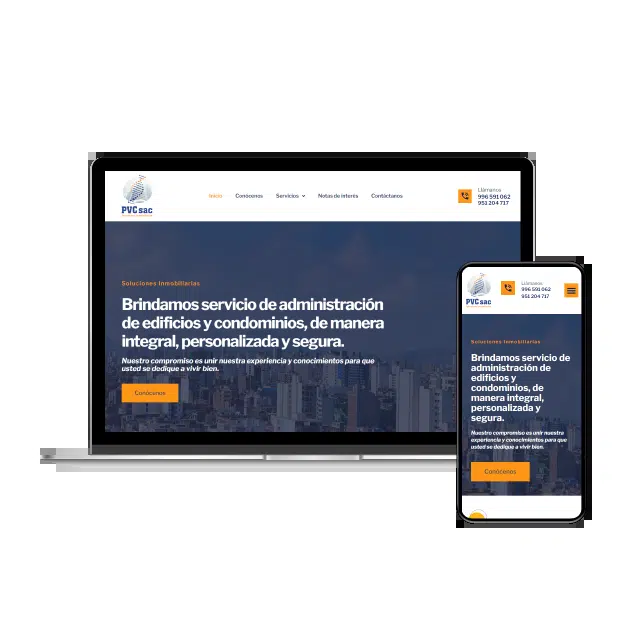 PVC sac
Inicio
Conócenos
Servicios
Notas de interés
Contáctanos
Llámanos
996 591 062
951 204 717
Soluciones Inmobiliarias
Brindamos servicio de administración
de edificios y condominios, de manera
integral, personalizada y segura.
Nuestro compromiso es unir nuestra experiencia y conocimientos para que
usted se dedique a vivir bien.
Conócenos
PVC sac
Llámanos
996 591 062
951 204 717
Soluciones Inmobiliarias
Brindamos servicio de
administración de
edificios y
condominios, de
manera integral,
personalizada y
segura.
Nuestro compromiso es unir nuestra
experiencia y conocimientos para que
usted se dedique a vivir bien.
Conócenos